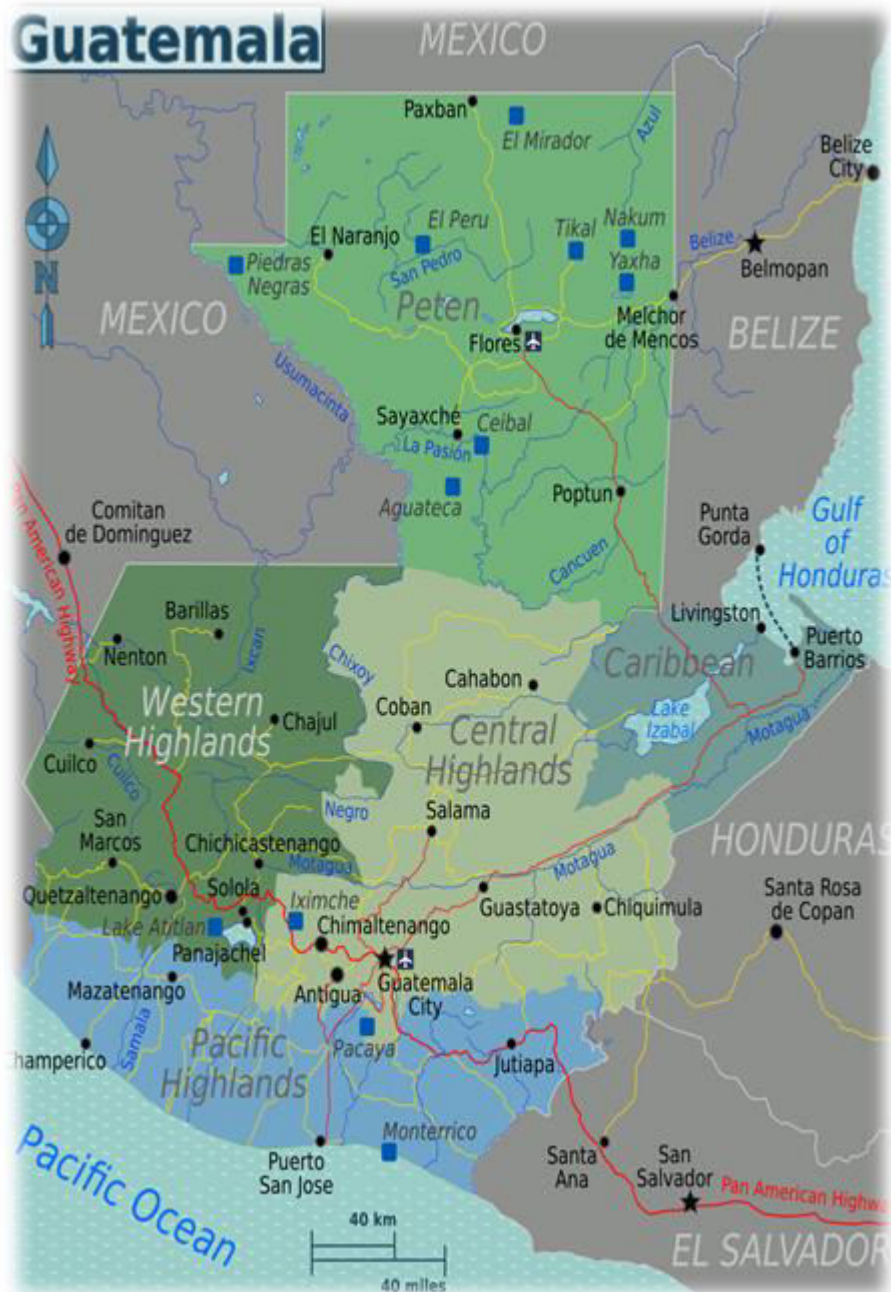 Guatemala
MEXICO
Paxban
El Mirador
Azul
Belize
City
El Naranjo
El Peru
Tikal
Nakum
Yaxha
Belize
Belmopan
Piedras
Negras
San Pedro
N
MEXICO
Peten
Flores
Melchor
de Mencos
BELIZE
Usumacinta
Sayaxché
Ceibal
La Pasión
Aguateca
Poptun
Comitan
de Dominguez
Pan American Highway
Punta
Gorda
Gulf
of
Honduras
Cancuen
Barillas
Nenton
Ixcan
Chixoy
Livingston
Puerto
Barrios
Caribbean
Cahabon
Western
Highlands
Chajul
Coban
Central
Highlands
Lake
Izabal
Motagua
Cuilco
Cuilco
Negro
Salama
San
Marcos
Chichicastenango
Motagua
Motagua
HONDURAS
Quetzaltenango
Solola
Iximche
Guastatoya
Chiquimula
Santa Rosa
de Copan
Lake Atitlan
Panajachel
Chimaltenango
Mazatenango
Antigua
Guatemala
City
Samala
Champerico
Pacific
Highlands
Pacaya
Jutiapa
Monterrico
Puerto
San Jose
Santa
Ana
San
Salvador
Pan American Highway
Pacific Ocean
40 km
40 miles
EL SALVADOR